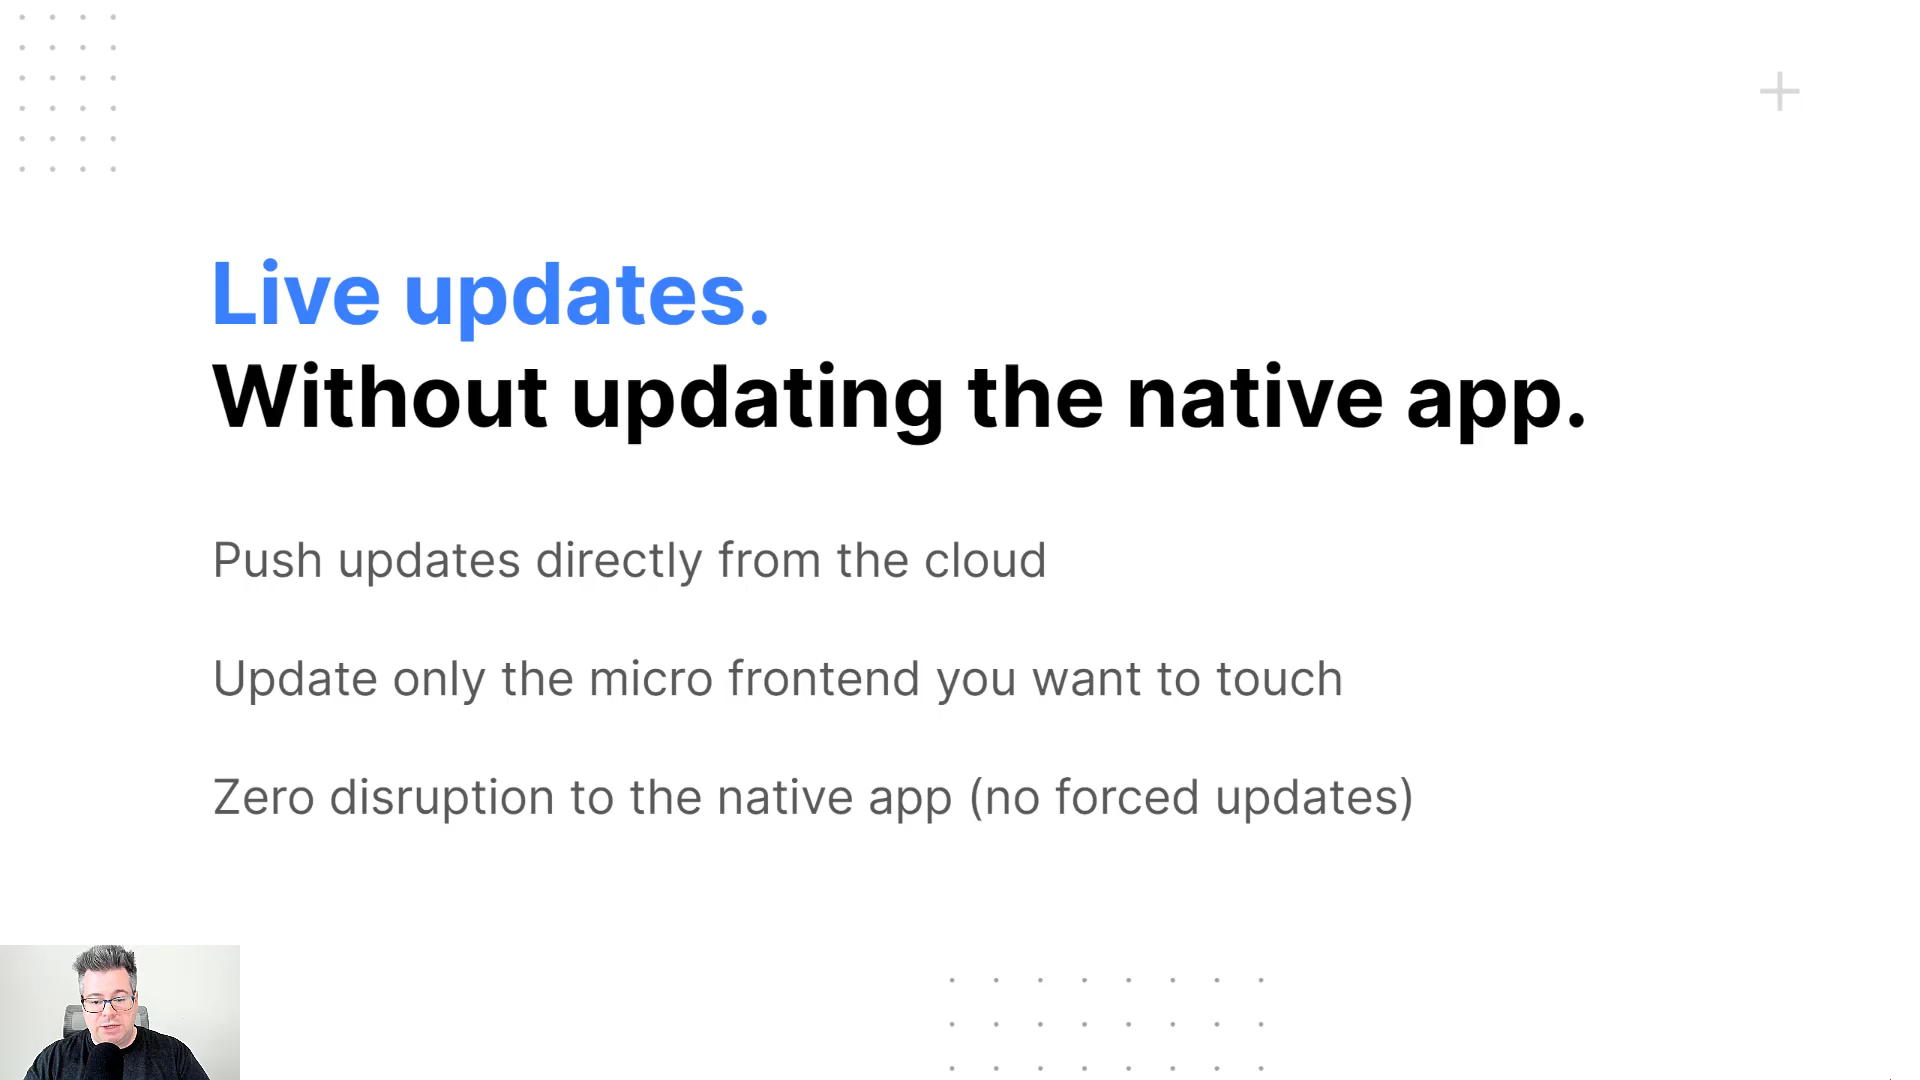 Live updates.
Without updating the native app.
Push updates directly from the cloud
Update only the micro frontend you want to touch
Zero disruption to the native app (no forced updates)